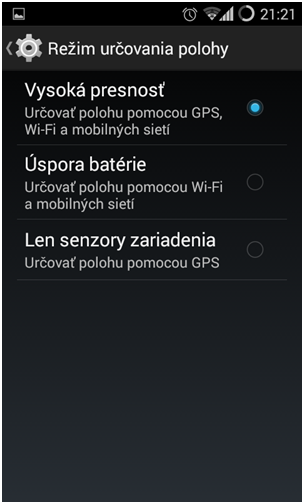 21:21
Režim určovania polohy
Vysoká presnosť
Určovať polohu pomocou GPS,
Wi-Fi a mobilných sietí
Úspora batérie
Určovať polohu pomocou Wi-Fi
a mobilných sietí
Len senzory zariadenia
Určovať polohu pomocou GPS